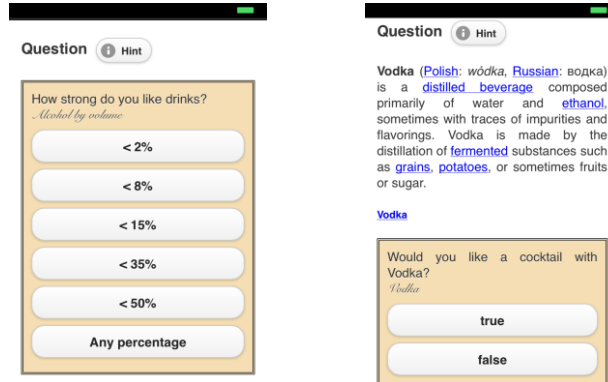 Question
Hint
How strong do you like drinks?
Alcohol by volume
< 2%
< 8%
< 15%
< 35%
< 50%
Any percentage
Question
Hint
Vodka (Polish: wódka, Russian: водка)
is a distilled beverage composed
primarily of water and ethanol,
sometimes with traces of impurities and
flavorings. Vodka is made by the
distillation of fermented substances such
as grains, potatoes, or sometimes fruits
or sugar.
Vodka
Would you like a cocktail with
Vodka?
Vodka
true
false